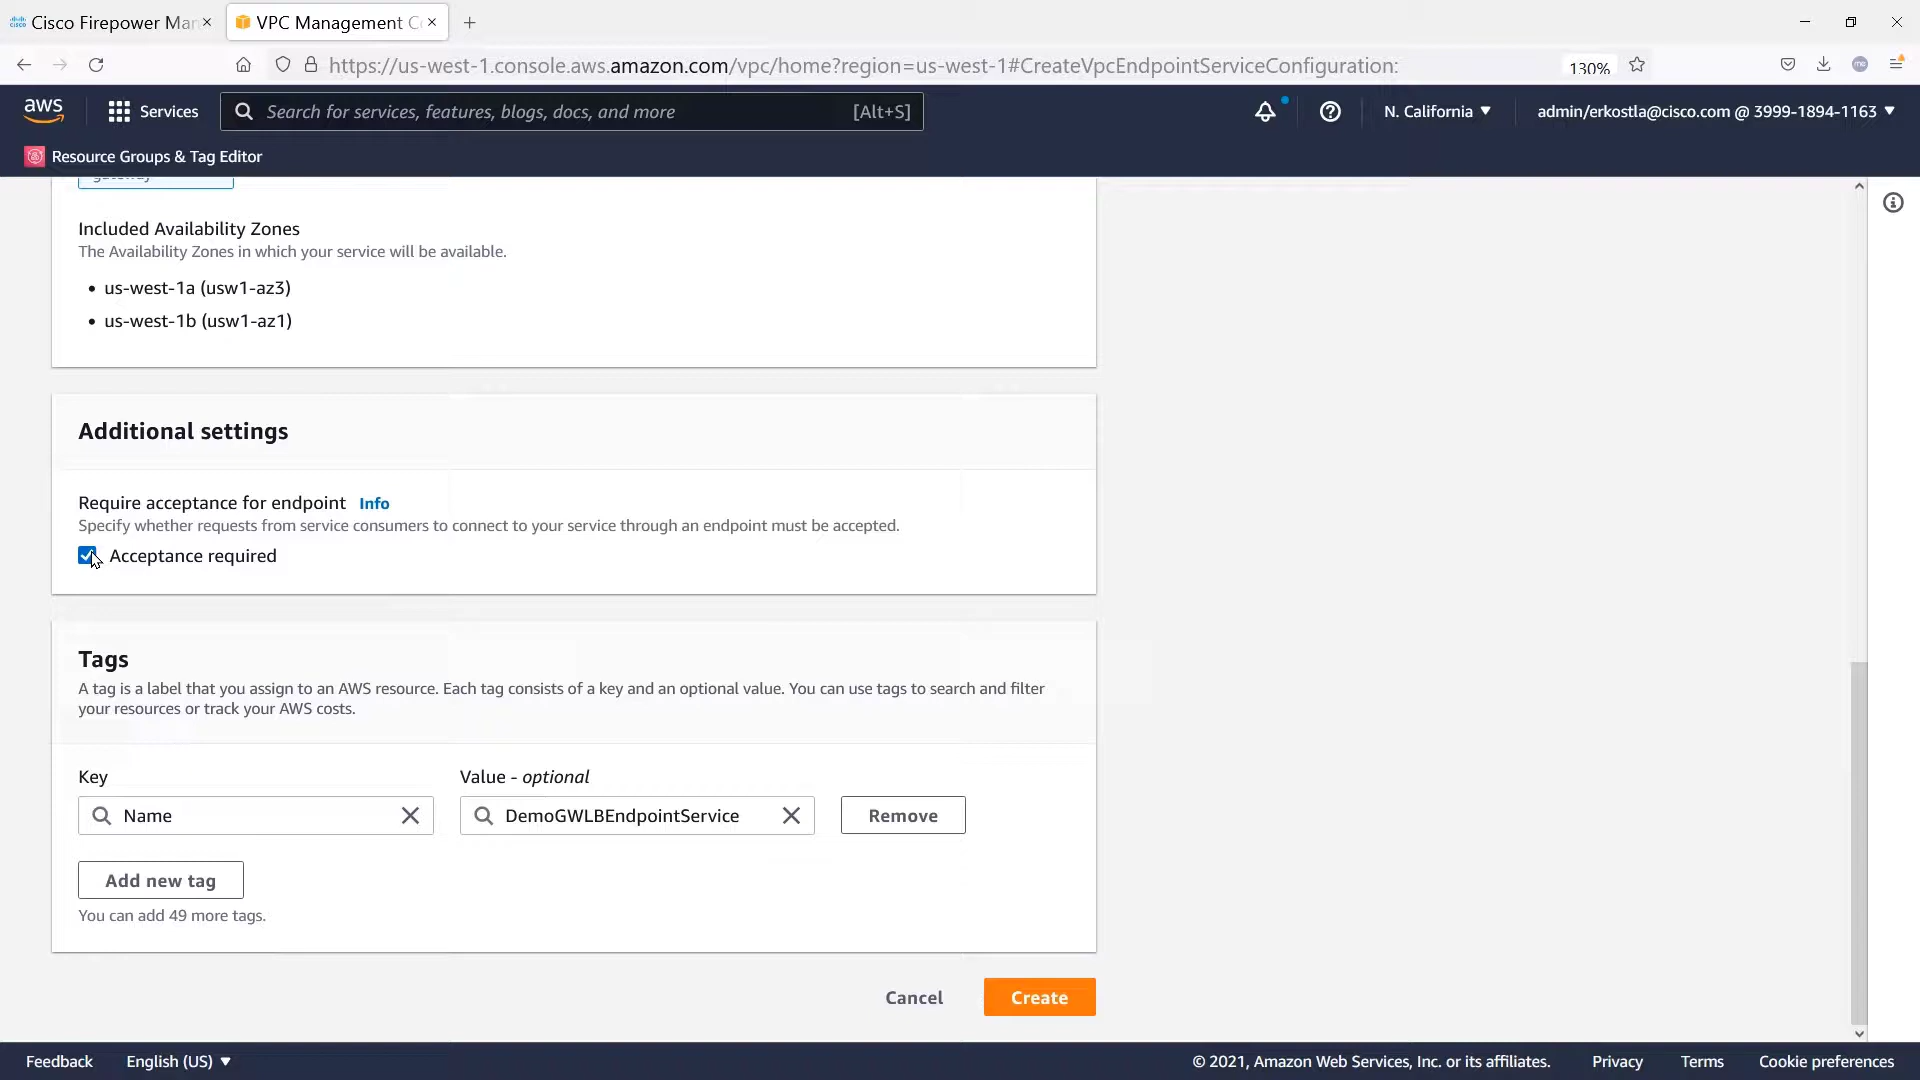 Cisco Firepower Man
VPC Management C
https://us-west-1.console.aws.amazon.com/vpc/home?region=us-west-1#CreateVpcEndpointServiceConfiguration:
130%
aws
Services
Search for services, features, blogs, docs, and more
[Alt+S]
N. California
admin/erkostla@cisco.com @ 3999-1894-1163
Resource Groups & Tag Editor
gateway
Included Availability Zones
The Availability Zones in which your service will be available.
• us-west-1a (usw1-az3)
• us-west-1b (usw1-az1)
Additional settings
Require acceptance for endpoint Info
Specify whether requests from service consumers to connect to your service through an endpoint must be accepted.
Acceptance required
Tags
A tag is a label that you assign to an AWS resource. Each tag consists of a key and an optional value. You can use tags to search and filter
your resources or track your AWS costs.
Key
Value - optional
Name
DemoGWLBEndpointService
Remove
Add new tag
You can add 49 more tags.
Cancel
Create
Feedback
English (US)
© 2021, Amazon Web Services, Inc. or its affiliates.
Privacy
Terms
Cookie preferences